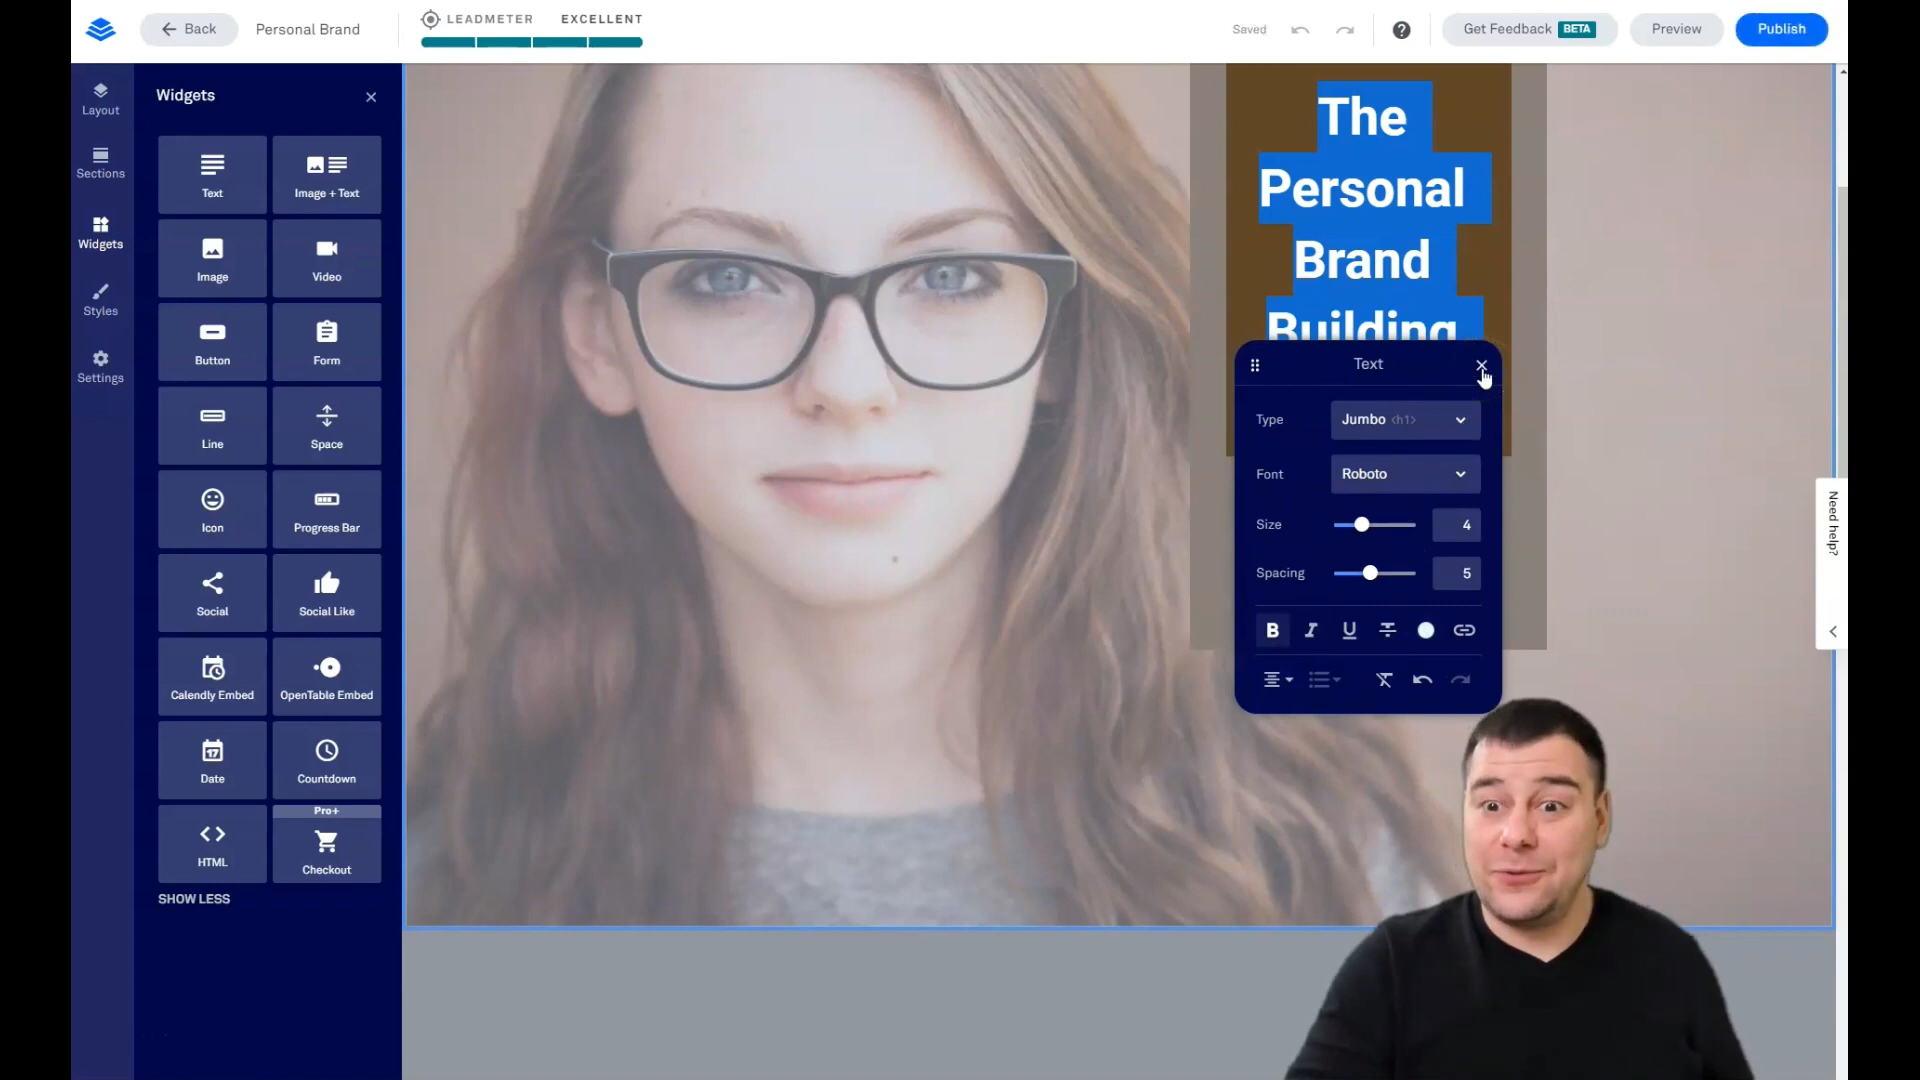 Back
Personal Brand
LEADMETER
EXCELLENT
Saved
Get Feedback BETA
Preview
Publish
Layout
Sections
Widgets
Styles
Settings
Widgets
Text
Image + Text
Image
Video
Button
Form
Line
Space
Icon
Progress Bar
Social
Social Like
Calendly Embed
OpenTable Embed
17
Date
Countdown
HTML
Pro+
Checkout
SHOW LESS
The
Personal
Brand
Building
Text
Type
Jumbo <h1>
Font
Roboto
Size
4
Spacing
5
B I U
Need help?